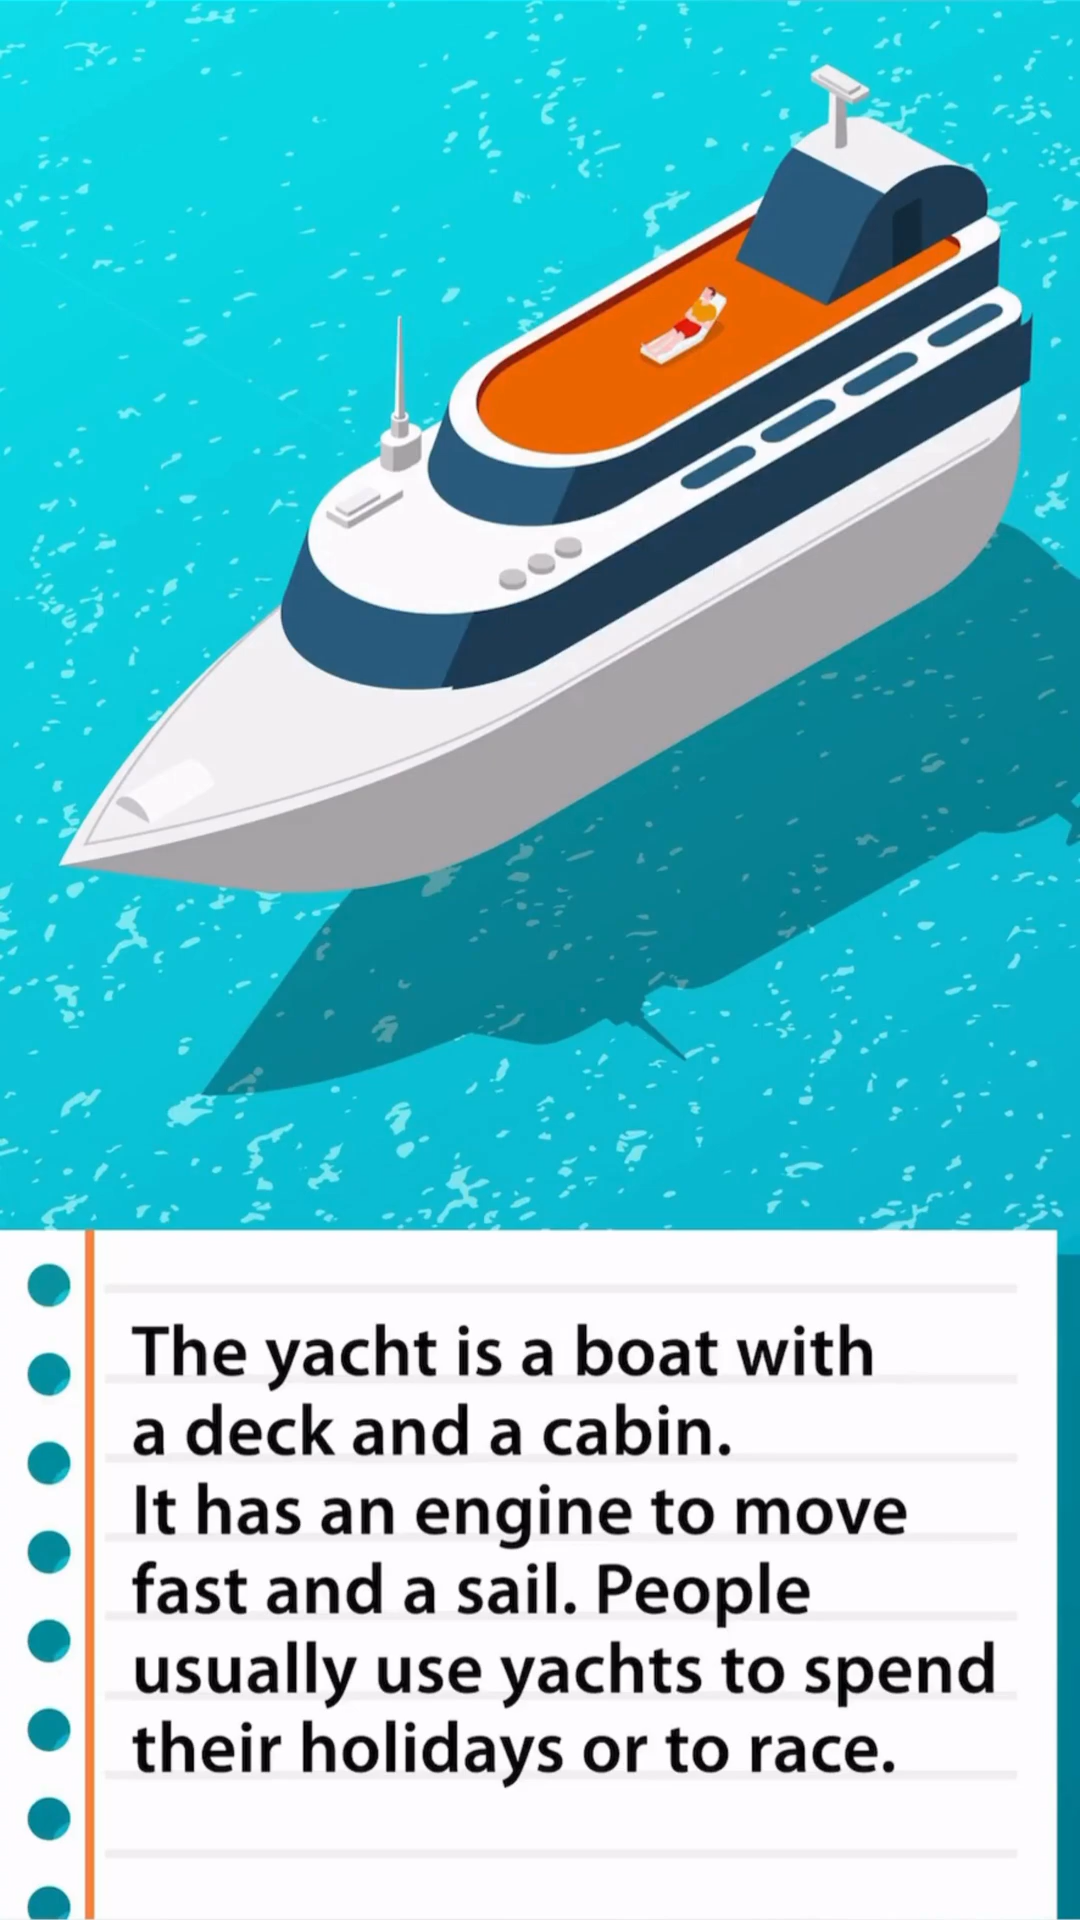 The yacht is a boat with
a deck and a cabin.
It has an engine to move
fast and a sail. People
usually use yachts to spend
their holidays or to race.